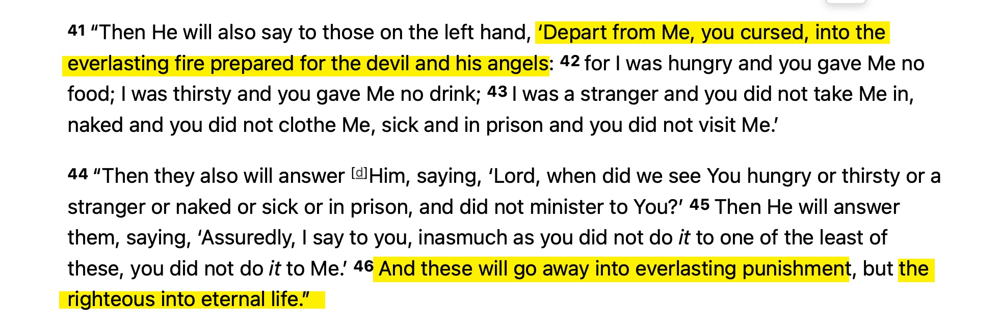 41 “Then He will also say to those on the left hand, ‘Depart from Me, you cursed, into the
everlasting fire prepared for the devil and his angels: 42 for I was hungry and you gave Me no
food; I was thirsty and you gave Me no drink; 43 I was a stranger and you did not take Me in,
naked and you did not clothe Me, sick and in prison and you did not visit Me.’
44 “Then they also will answer [d]Him, saying, ‘Lord, when did we see You hungry or thirsty or a
stranger or naked or sick or in prison, and did not minister to You?’ 45 Then He will answer
them, saying, ‘Assuredly, I say to you, inasmuch as you did not do it to one of the least of
these, you did not do it to Me.’ 46 And these will go away into everlasting punishment, but the
righteous into eternal life.”